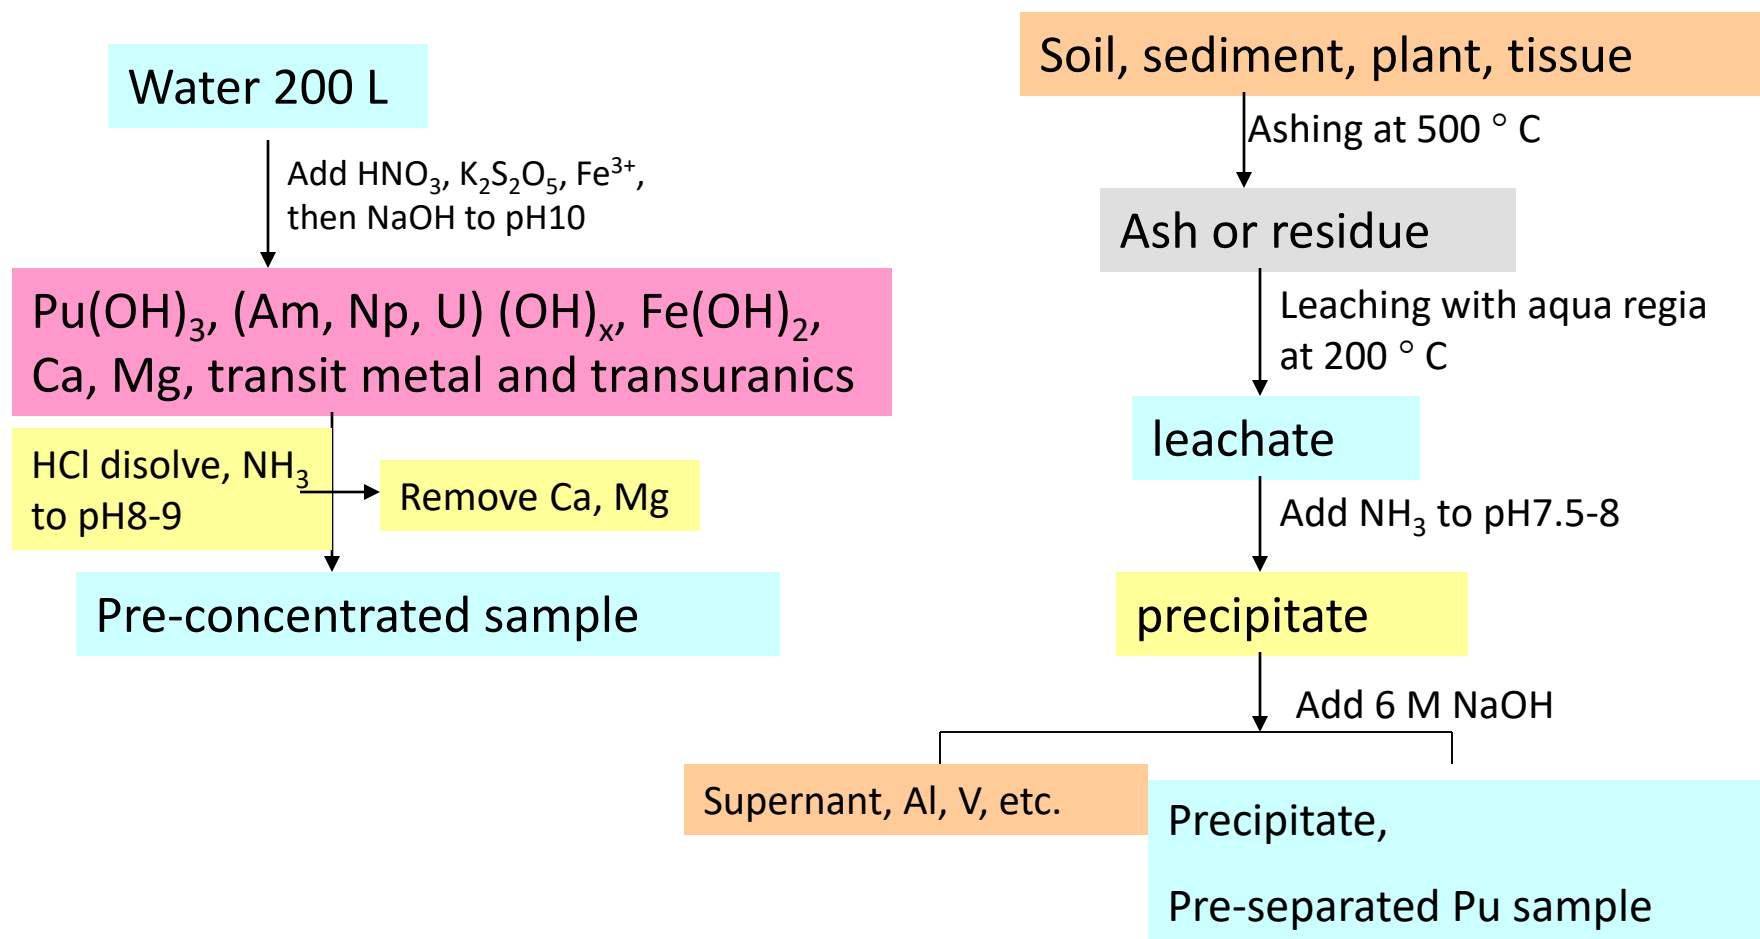 Water 200 L
Add HNO₃, K₂S₂O₅, Fe³⁺,
then NaOH to pH10
Pu(OH)₃, (Am, Np, U) (OH)ₓ, Fe(OH)₂,
Ca, Mg, transit metal and transuranics
HCl disolve, NH₃
to pH8-9
Remove Ca, Mg
Pre-concentrated sample
Soil, sediment, plant, tissue
Ashing at 500 ° C
Ash or residue
Leaching with aqua regia
at 200 ° C
leachate
Add NH₃ to pH7.5-8
precipitate
Add 6 M NaOH
Supernant, Al, V, etc.
Precipitate,
Pre-separated Pu sample